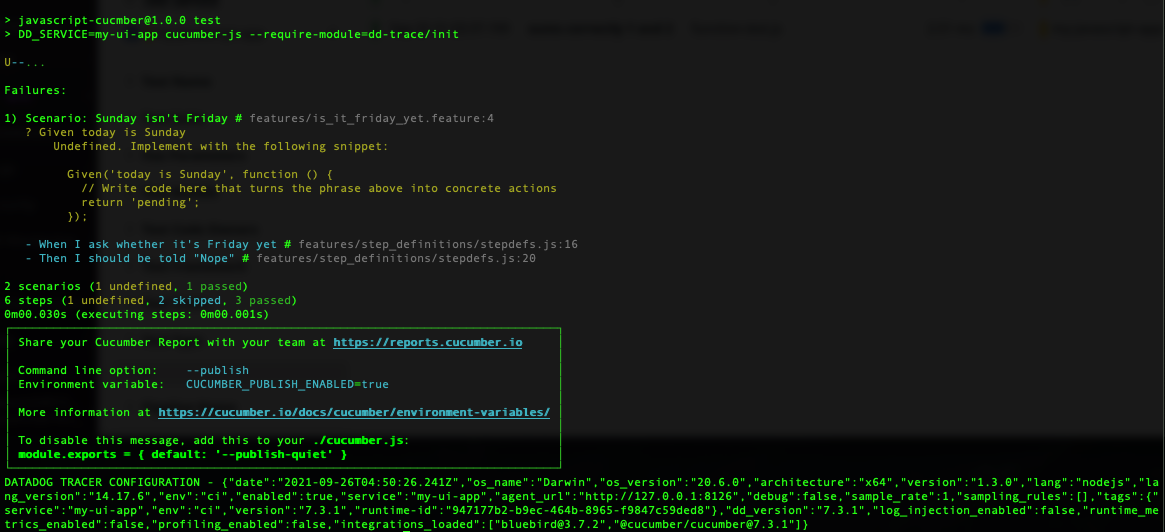 > javascript-cucmber@1.0.0 test
> DD_SERVICE=my-ui-app cucumber-js --require-module=dd-trace/init
U--...
Failures:
1) Scenario: Sunday isn't Friday # features/is_it_friday_yet.feature:4
? Given today is Sunday
Undefined. Implement with the following snippet:
Given('today is Sunday', function () {
// Write code here that turns the phrase above into concrete actions
return 'pending';
});
- When I ask whether it's Friday yet # features/step_definitions/stepdefs.js:16
- Then I should be told "Nope" # features/step_definitions/stepdefs.js:20
2 scenarios (1 undefined, 1 passed)
6 steps (1 undefined, 2 skipped, 3 passed)
0m00.030s (executing steps: 0m00.001s)
Share your Cucumber Report with your team at https://reports.cucumber.io
Command line option: --publish
Environment variable: CUCUMBER_PUBLISH_ENABLED=true
More information at https://cucumber.io/docs/cucumber/environment-variables/
To disable this message, add this to your ./cucumber.js:
module.exports = { default: '--publish-quiet' }
DATADOG TRACER CONFIGURATION - {"date":"2021-09-26T04:50:26.241Z","os_name":"Darwin","os_version":"20.6.0","architecture":"x64","version":"1.3.0","lang":"nodejs","la
ng_version":"14.17.6","env":"ci","enabled":true,"service":"my-ui-app","agent_url":"http://127.0.0.1:8126","debug":false,"sample_rate":1,"sampling_rules":[],"tags":{"
service":"my-ui-app","env":"ci","version":"7.3.1","runtime-id":"947177b2-b9ec-464b-8965-f9847c59ded8"},"dd_version":"7.3.1","log_injection_enabled":false,"runtime_me
trics_enabled":false,"profiling_enabled":false,"integrations_loaded":["bluebird@3.7.2","@cucumber/cucumber@7.3.1"]}